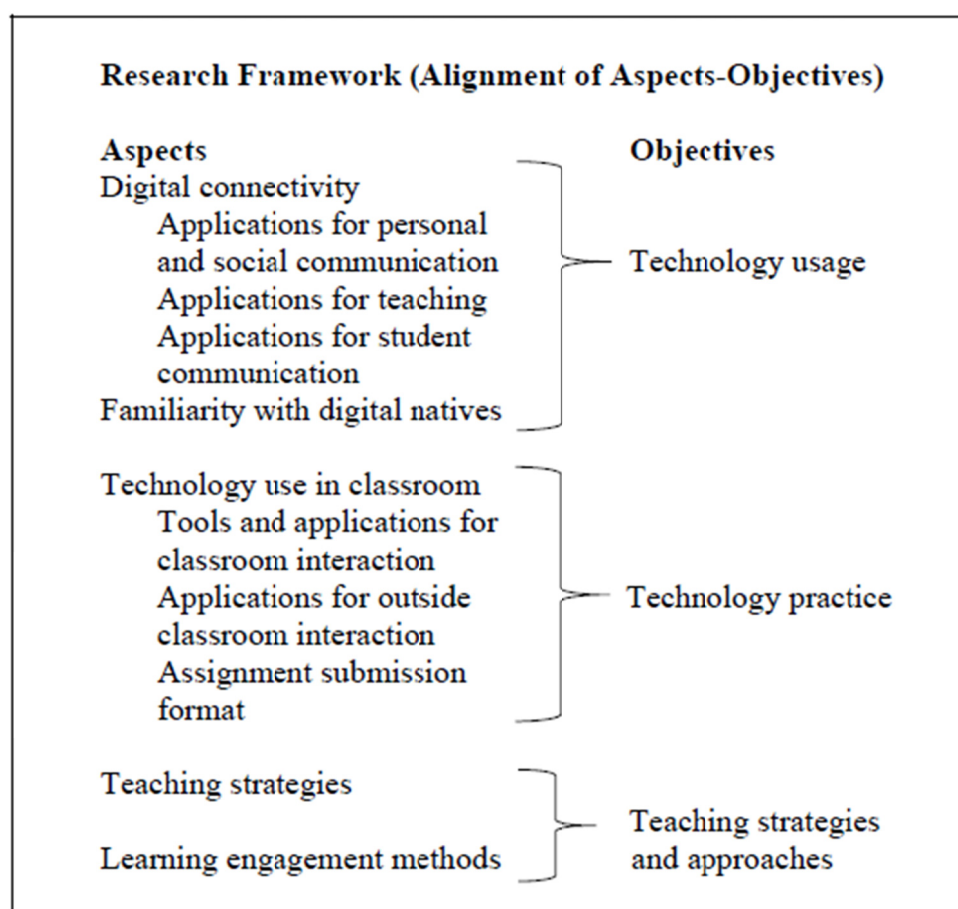 Research Framework (Alignment of Aspects-Objectives)
Aspects
Objectives
Digital connectivity
Applications for personal
and social communication
Applications for teaching
Applications for student
communication
Familiarity with digital natives
Technology usage
Technology use in classroom
Tools and applications for
classroom interaction
Applications for outside
classroom interaction
Assignment submission
format
Technology practice
Teaching strategies
Learning engagement methods
Teaching strategies
and approaches